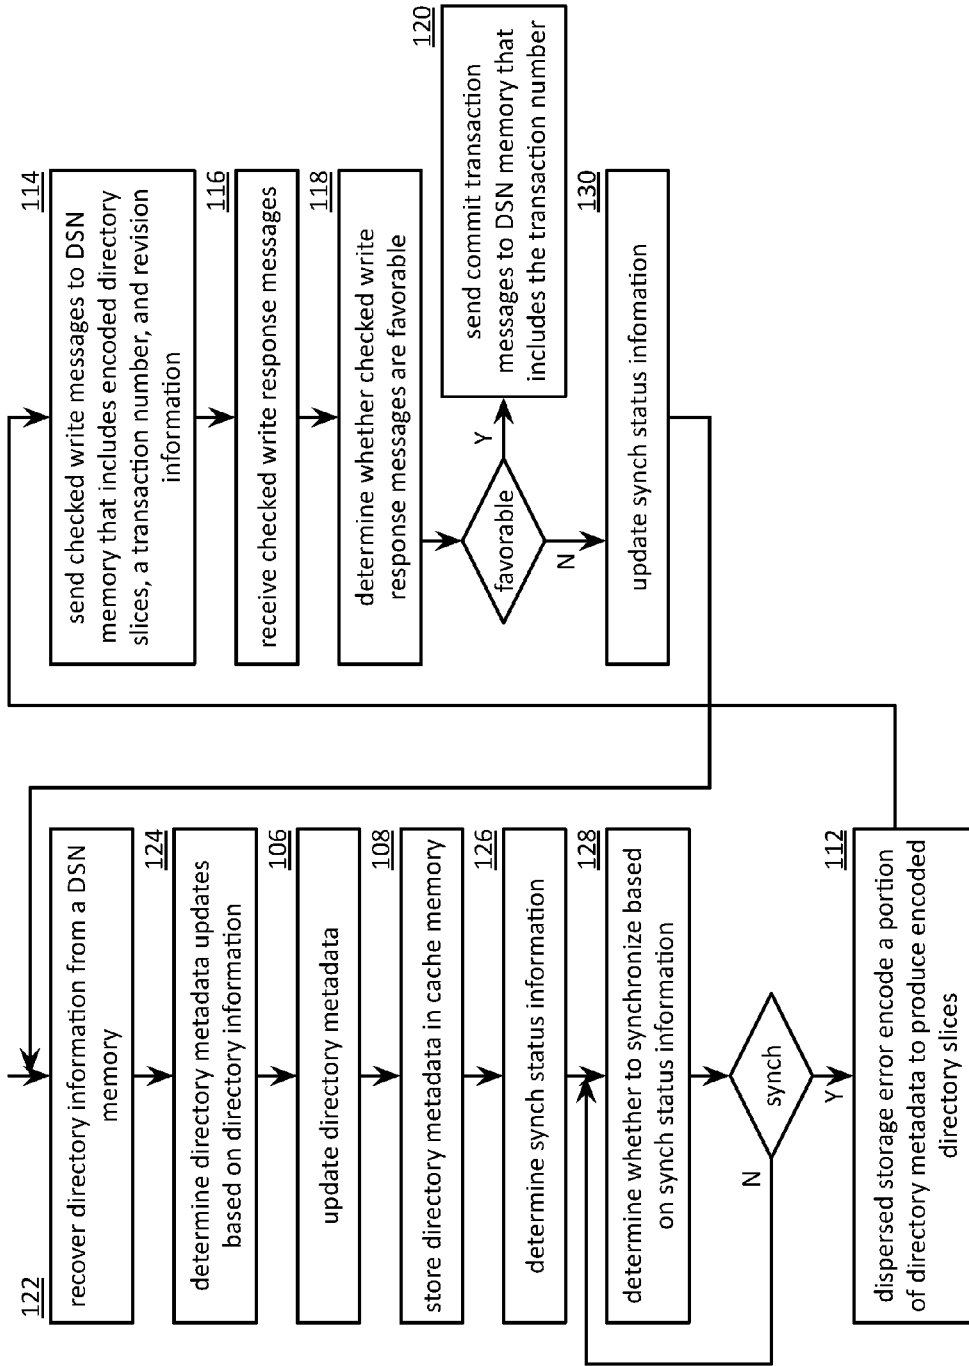 122
recover directory information from a DSN
memory
124
determine directory metadata updates
based on directory information
106
update directory metadata
108
store directory metadata in cache memory
126
determine synch status information
128
determine whether to synchronize based
on synch status information
synch
N
Y
112
dispersed storage error encode a portion
of directory metadata to produce encoded
directory slices
114
send checked write messages to DSN
memory that includes encoded directory
slices, a transaction number, and revision
information
116
receive checked write response messages
118
determine whether checked write
response messages are favorable
favorable
Y
N
120
send commit transaction
messages to DSN memory that
includes the transaction number
130
update synch status infomation